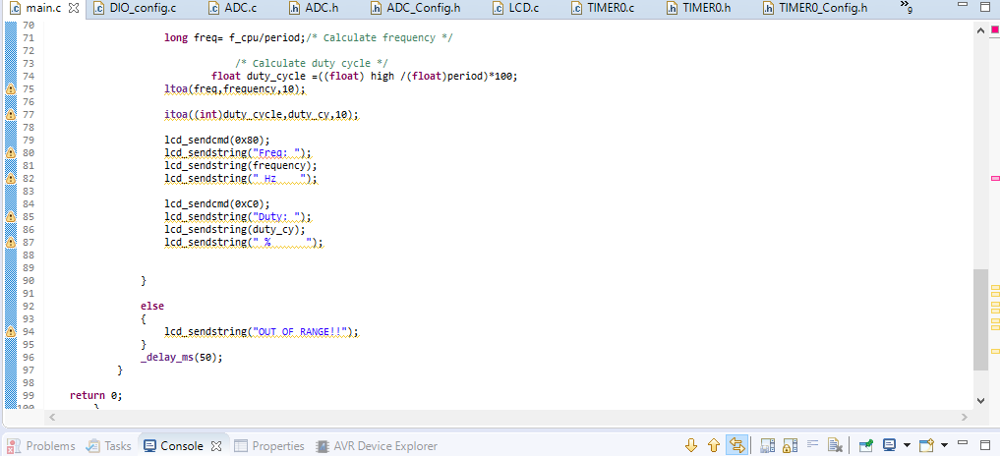 main.c DIO_config.c ADC.c ADC.h ADC_Config.h LCD.c TIMER0.c TIMER0.h TIMER0_Config.h »9
70
71 long freq= f_cpu/period;/* Calculate frequency */
72
73 /* Calculate duty cycle */
74 float duty_cycle =((float) high /(float)period)*100;
75 ltoa(freq,frequency,10);
76
77 itoa((int)duty_cycle,duty_cy,10);
78
79 lcd_sendcmd(0x80);
80 lcd_sendstring("Freq: ");
81 lcd_sendstring(frequency);
82 lcd_sendstring(" Hz    ");
83
84 lcd_sendcmd(0xC0);
85 lcd_sendstring("Duty: ");
86 lcd_sendstring(duty_cy);
87 lcd_sendstring(" %      ");
88
89
90 }
91
92 else
93 {
94 lcd_sendstring("OUT OF RANGE!!");
95 }
96 _delay_ms(50);
97 }
98
99 return 0;
100 }
Problems Tasks Console Properties AVR Device Explorer